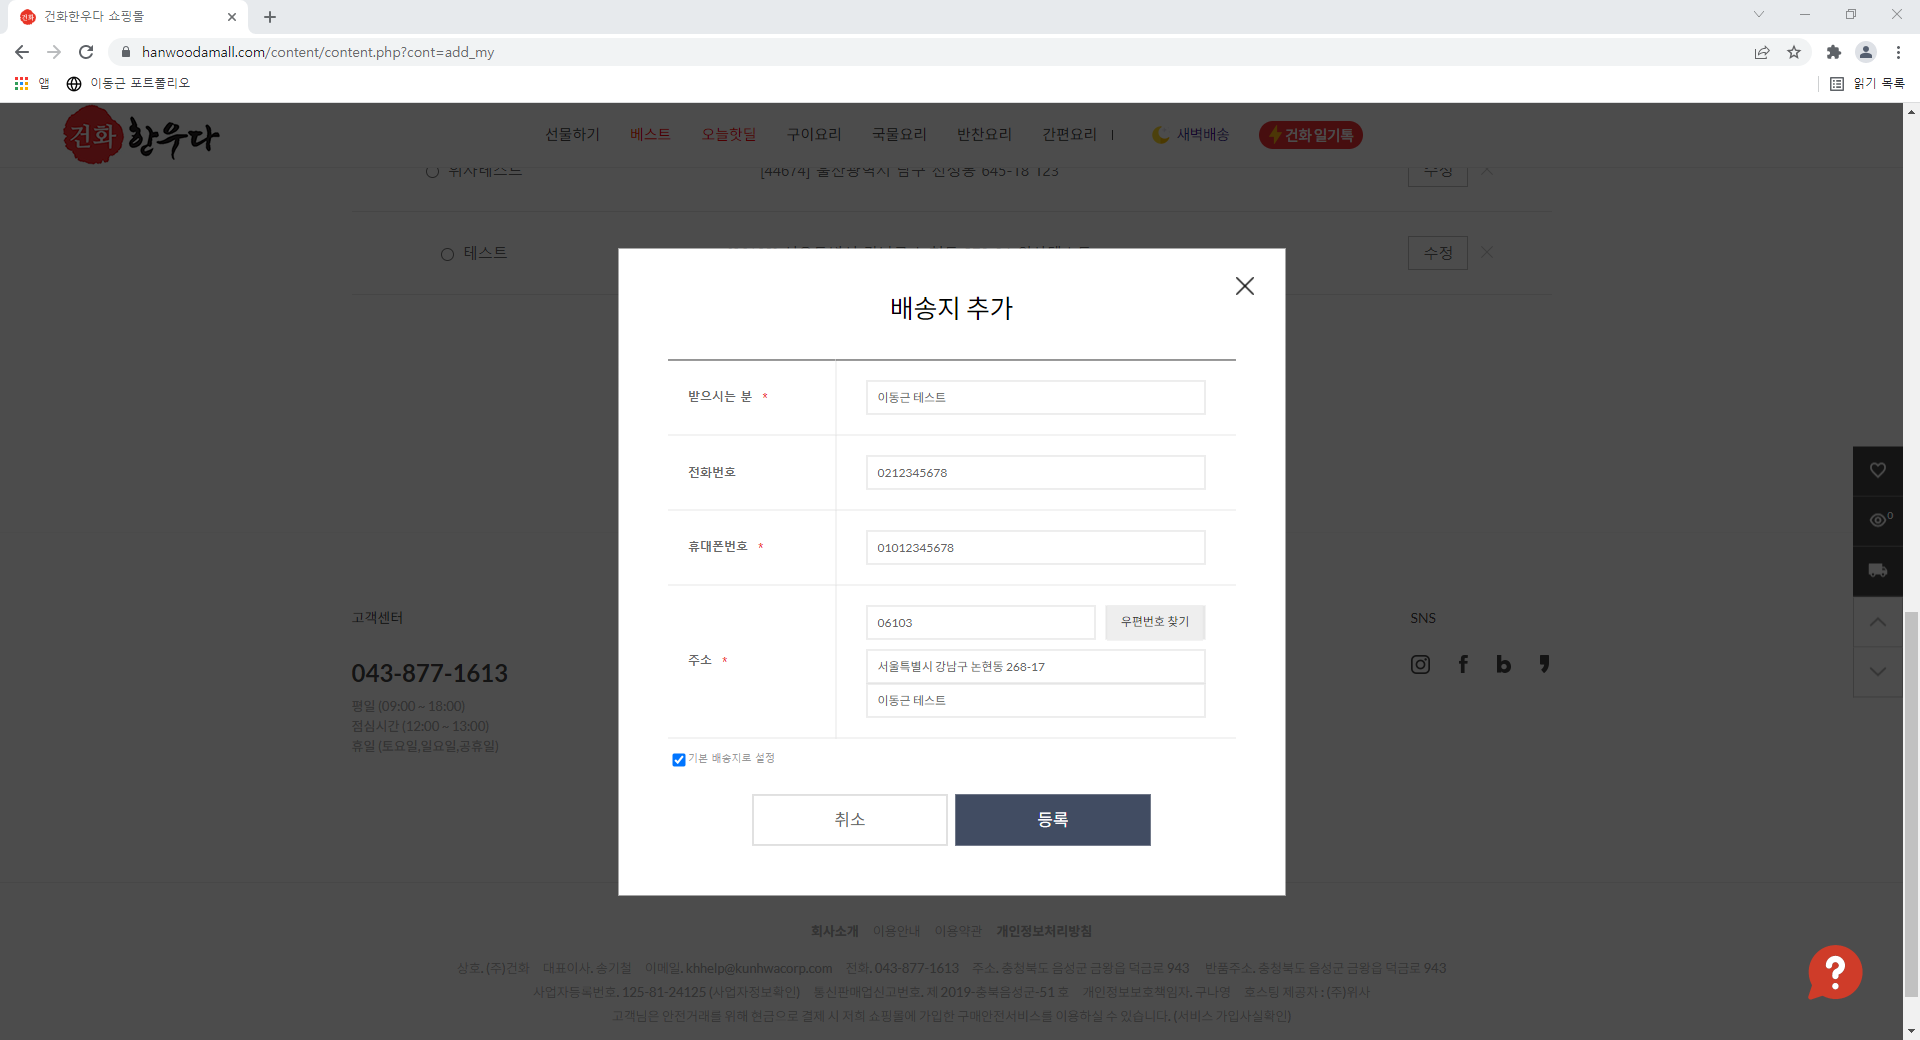 건화한우다 쇼핑몰
hanwoodamall.com/content/content.php?cont=add_my
앱 이동근 포트폴리오 읽기 목록
건화 한우다 선물하기 베스트 오늘핫딜 구이요리 국물요리 반찬요리 간편요리 | 새벽배송 건화 일기톡
위사테스트 [44674] 울산광역시 남구 신정동 645-18 123 수정
테스트 수정
배송지 추가
받으시는 분 * 이동근 테스트
전화번호 0212345678
휴대폰번호 * 01012345678
주소 * 06103 우편번호 찾기
서울특별시 강남구 논현동 268-17
이동근 테스트
기본 배송지로 설정
취소 등록
0
고객센터
043-877-1613
평일 (09:00 ~ 18:00)
점심시간 (12:00 ~ 13:00)
휴일 (토요일,일요일,공휴일)
SNS
회사소개 이용안내 이용약관 개인정보처리방침
상호. (주)건화 대표이사. 송기철 이메일. khhelp@kunhwacorp.com 전화. 043-877-1613 주소. 충청북도 음성군 금왕읍 덕금로 943 반품주소. 충청북도 음성군 금왕읍 덕금로 943
사업자등록번호. 125-81-24125 (사업자정보확인) 통신판매업신고번호. 제 2019-충북음성군-51 호 개인정보보호책임자. 구나영 호스팅 제공자 : (주)위사
고객님은 안전거래를 위해 현금으로 결제 시 저희 쇼핑몰에 가입한 구매안전서비스를 이용하실 수 있습니다. (서비스 가입사실확인)